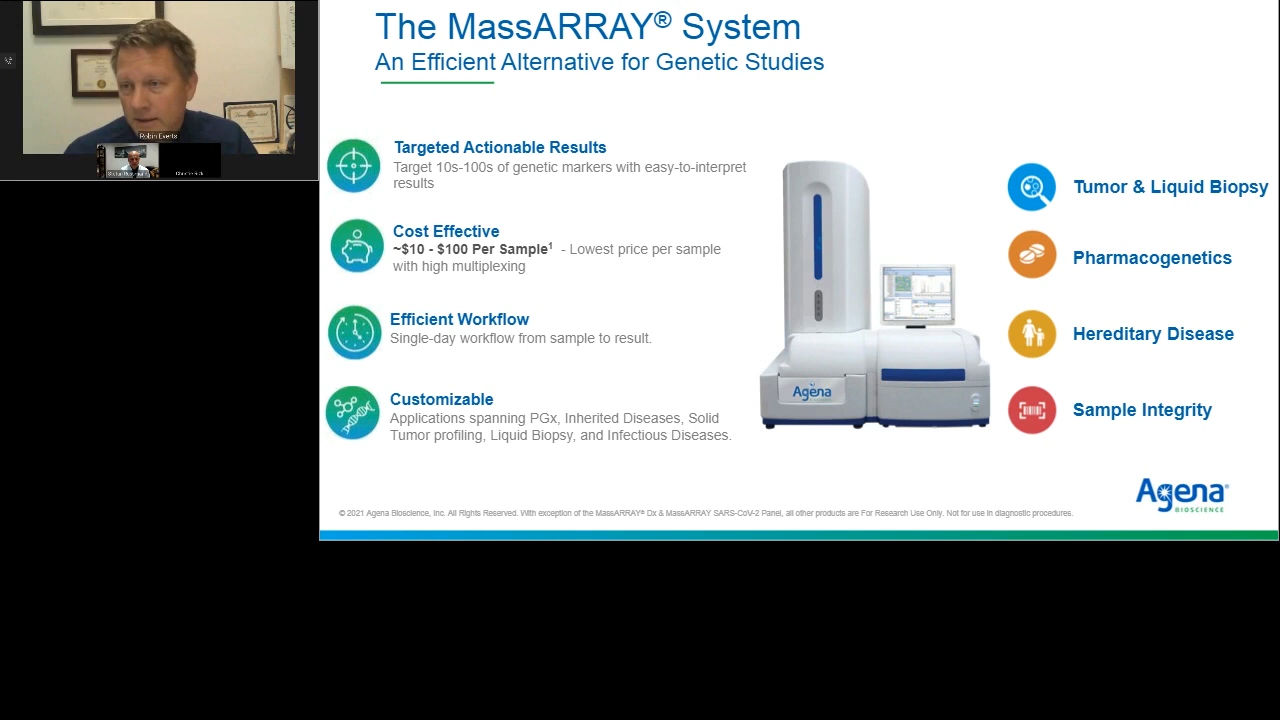 The MassARRAY® System
An Efficient Alternative for Genetic Studies
Robin Everts
Targeted Actionable Results
Target 10s-100s of genetic markers with easy-to-interpret
results
Cost Effective
~$10 - $100 Per Sample¹ - Lowest price per sample
with high multiplexing
Efficient Workflow
Single-day workflow from sample to result.
Customizable
Applications spanning PGx, Inherited Diseases, Solid
Tumor profiling, Liquid Biopsy, and Infectious Diseases.
Agena
Tumor & Liquid Biopsy
Pharmacogenetics
Hereditary Disease
Sample Integrity
Agena®
BIOSCIENCE
© 2021 Agena Bioscience, Inc. All Rights Reserved. With exception of the MassARRAY® Dx & MassARRAY SARS-CoV-2 Panel, all other products are For Research Use Only. Not for use in diagnostic procedures.